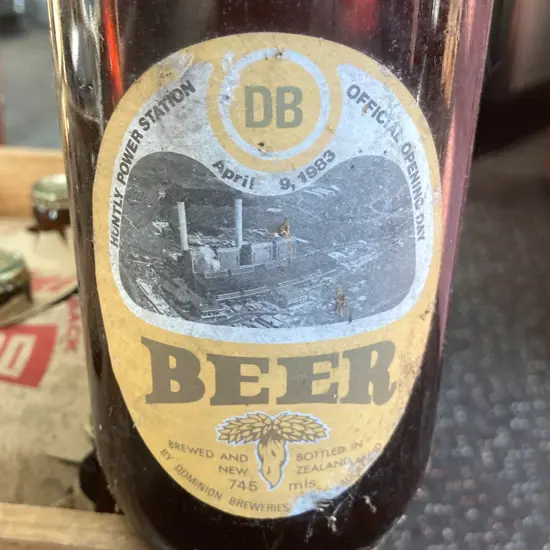 DB
HUNTLY POWER STATION
OFFICIAL OPENING DAY
April 9, 1983
BEER
BREWED AND BOTTLED IN
NEW ZEALAND
745 mls
BY DOMINION BREWERIES